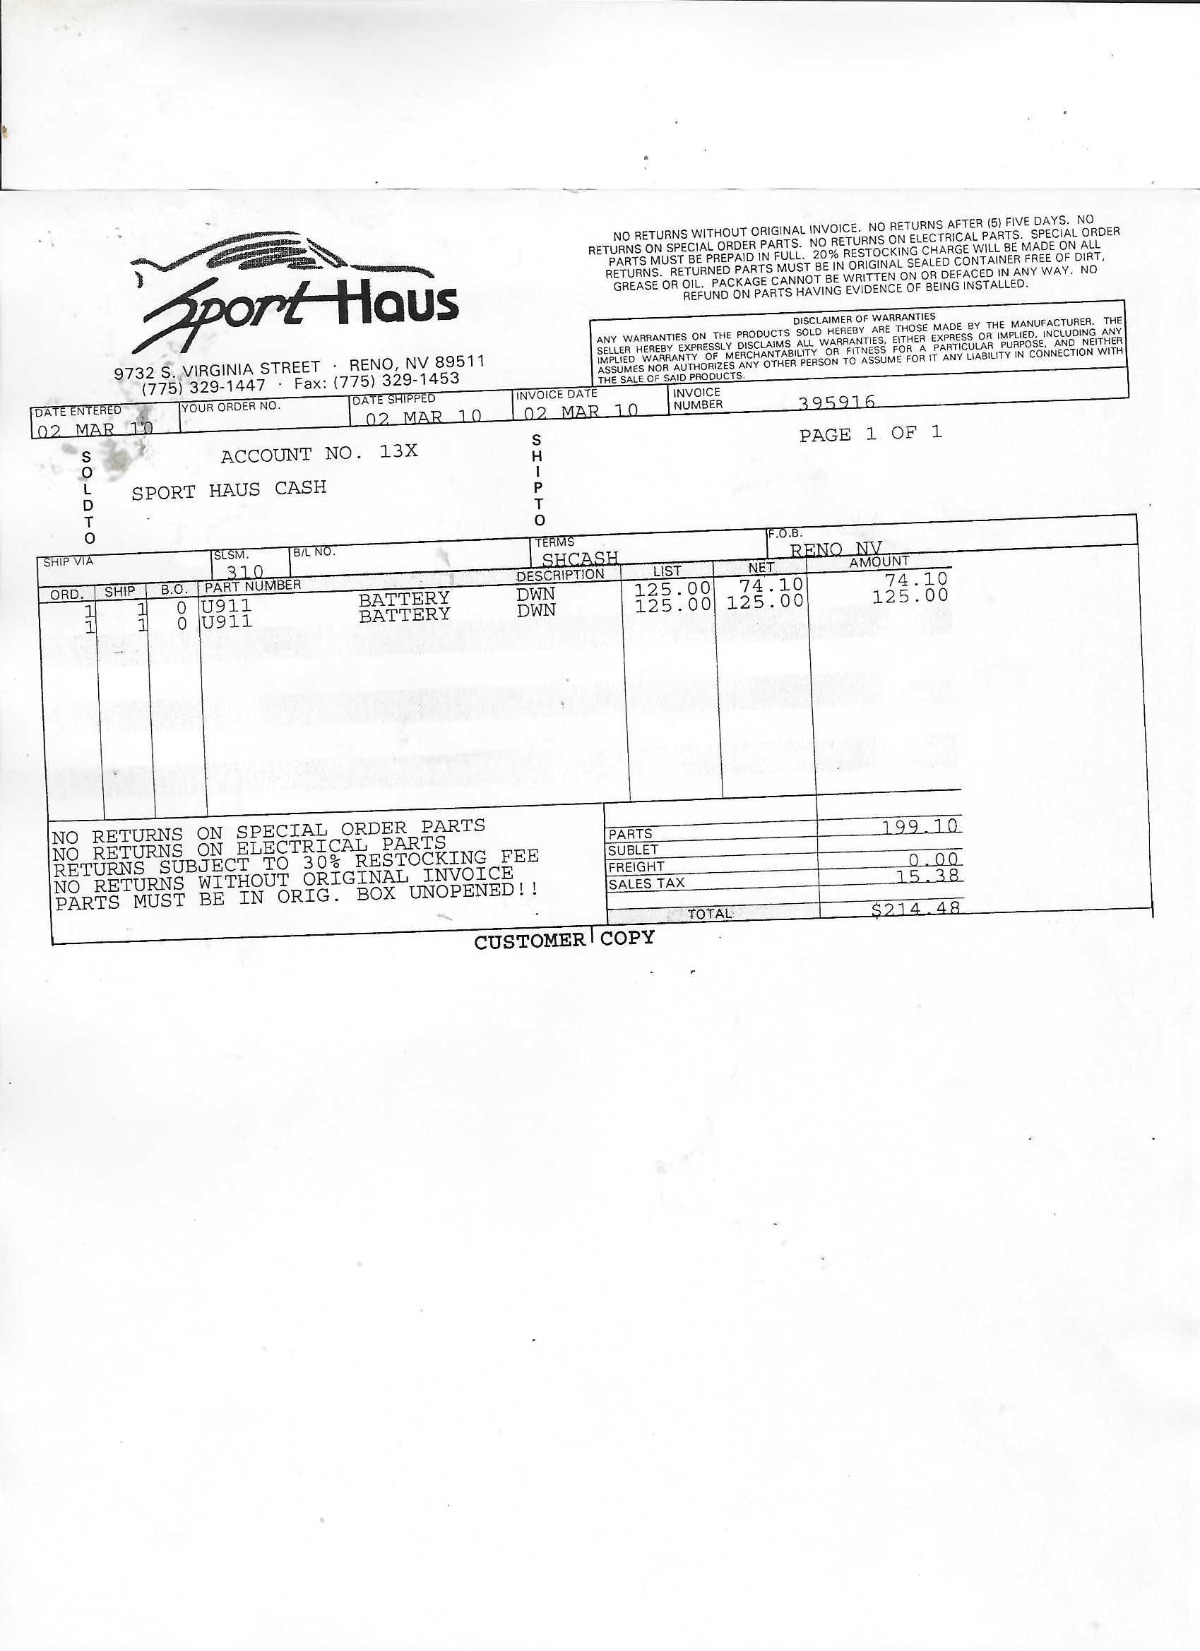 Sport Haus
9732 S. VIRGINIA STREET · RENO, NV 89511
(775) 329-1447 · Fax: (775) 329-1453
NO RETURNS WITHOUT ORIGINAL INVOICE. NO RETURNS AFTER (5) FIVE DAYS. NO
RETURNS ON SPECIAL ORDER PARTS. NO RETURNS ON ELECTRICAL PARTS. SPECIAL ORDER
PARTS MUST BE PREPAID IN FULL. 20% RESTOCKING CHARGE WILL BE MADE ON ALL
RETURNS. RETURNED PARTS MUST BE IN ORIGINAL SEALED CONTAINER FREE OF DIRT,
GREASE OR OIL. PACKAGE CANNOT BE WRITTEN ON OR DEFACED IN ANY WAY. NO
REFUND ON PARTS HAVING EVIDENCE OF BEING INSTALLED.
DISCLAIMER OF WARRANTIES
ANY WARRANTIES ON THE PRODUCTS SOLD HEREBY ARE THOSE MADE BY THE MANUFACTURER. THE
SELLER HEREBY EXPRESSLY DISCLAIMS ALL WARRANTIES, EITHER EXPRESS OR IMPLIED, INCLUDING ANY
IMPLIED WARRANTY OF MERCHANTABILITY OR FITNESS FOR A PARTICULAR PURPOSE, AND NEITHER
ASSUMES NOR AUTHORIZES ANY OTHER PERSON TO ASSUME FOR IT ANY LIABILITY IN CONNECTION WITH
THE SALE OF SAID PRODUCTS.
DATE ENTERED YOUR ORDER NO. DATE SHIPPED INVOICE DATE INVOICE NUMBER
02 MAR 10 02 MAR 10 02 MAR 10 395916
SOLD TO ACCOUNT NO. 13X SHIP TO PAGE 1 OF 1
SPORT HAUS CASH
SHIP VIA SLSM. B/L NO. TERMS F.O.B.
310 SHCASH RENO NV
ORD. SHIP B.O. PART NUMBER DESCRIPTION LIST NET AMOUNT
1 1 0 U911 BATTERY DWN 125.00 74.10 74.10
1 1 0 U911 BATTERY DWN 125.00 125.00 125.00
NO RETURNS ON SPECIAL ORDER PARTS
NO RETURNS ON ELECTRICAL PARTS
RETURNS SUBJECT TO 30% RESTOCKING FEE
NO RETURNS WITHOUT ORIGINAL INVOICE
PARTS MUST BE IN ORIG. BOX UNOPENED!!
PARTS 199.10
SUBLET
FREIGHT 0.00
SALES TAX 15.38
TOTAL $214.48
CUSTOMER COPY